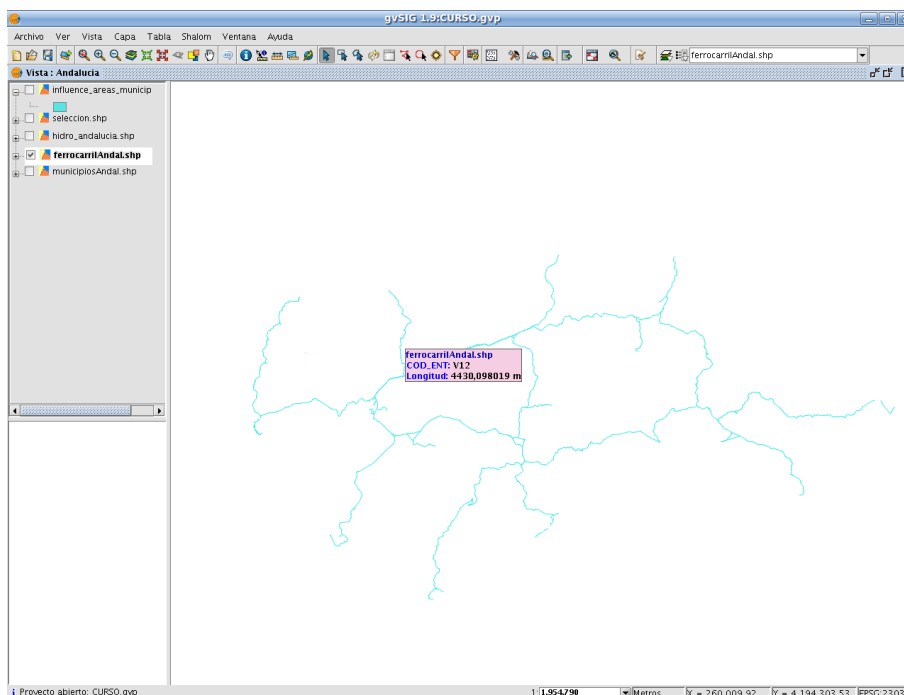 gvSIG 1.9:CURSO.gvp
Archivo Ver Vista Capa Tabla Shalom Ventana Ayuda
ferrocarrilAndal.shp
Vista : Andalucia
influence_areas_municip
seleccion.shp
hidro_andalucia.shp
ferrocarrilAndal.shp
municipiosAndal.shp
ferrocarrilAndal.shp
COD_ENT: V12
Longitud: 4430,098019 m
Proyecto abierto: CURSO.gvp
1: 1.954.790 Metros X = 260.009,92 Y = 4.194.303,53 EPSG:2303